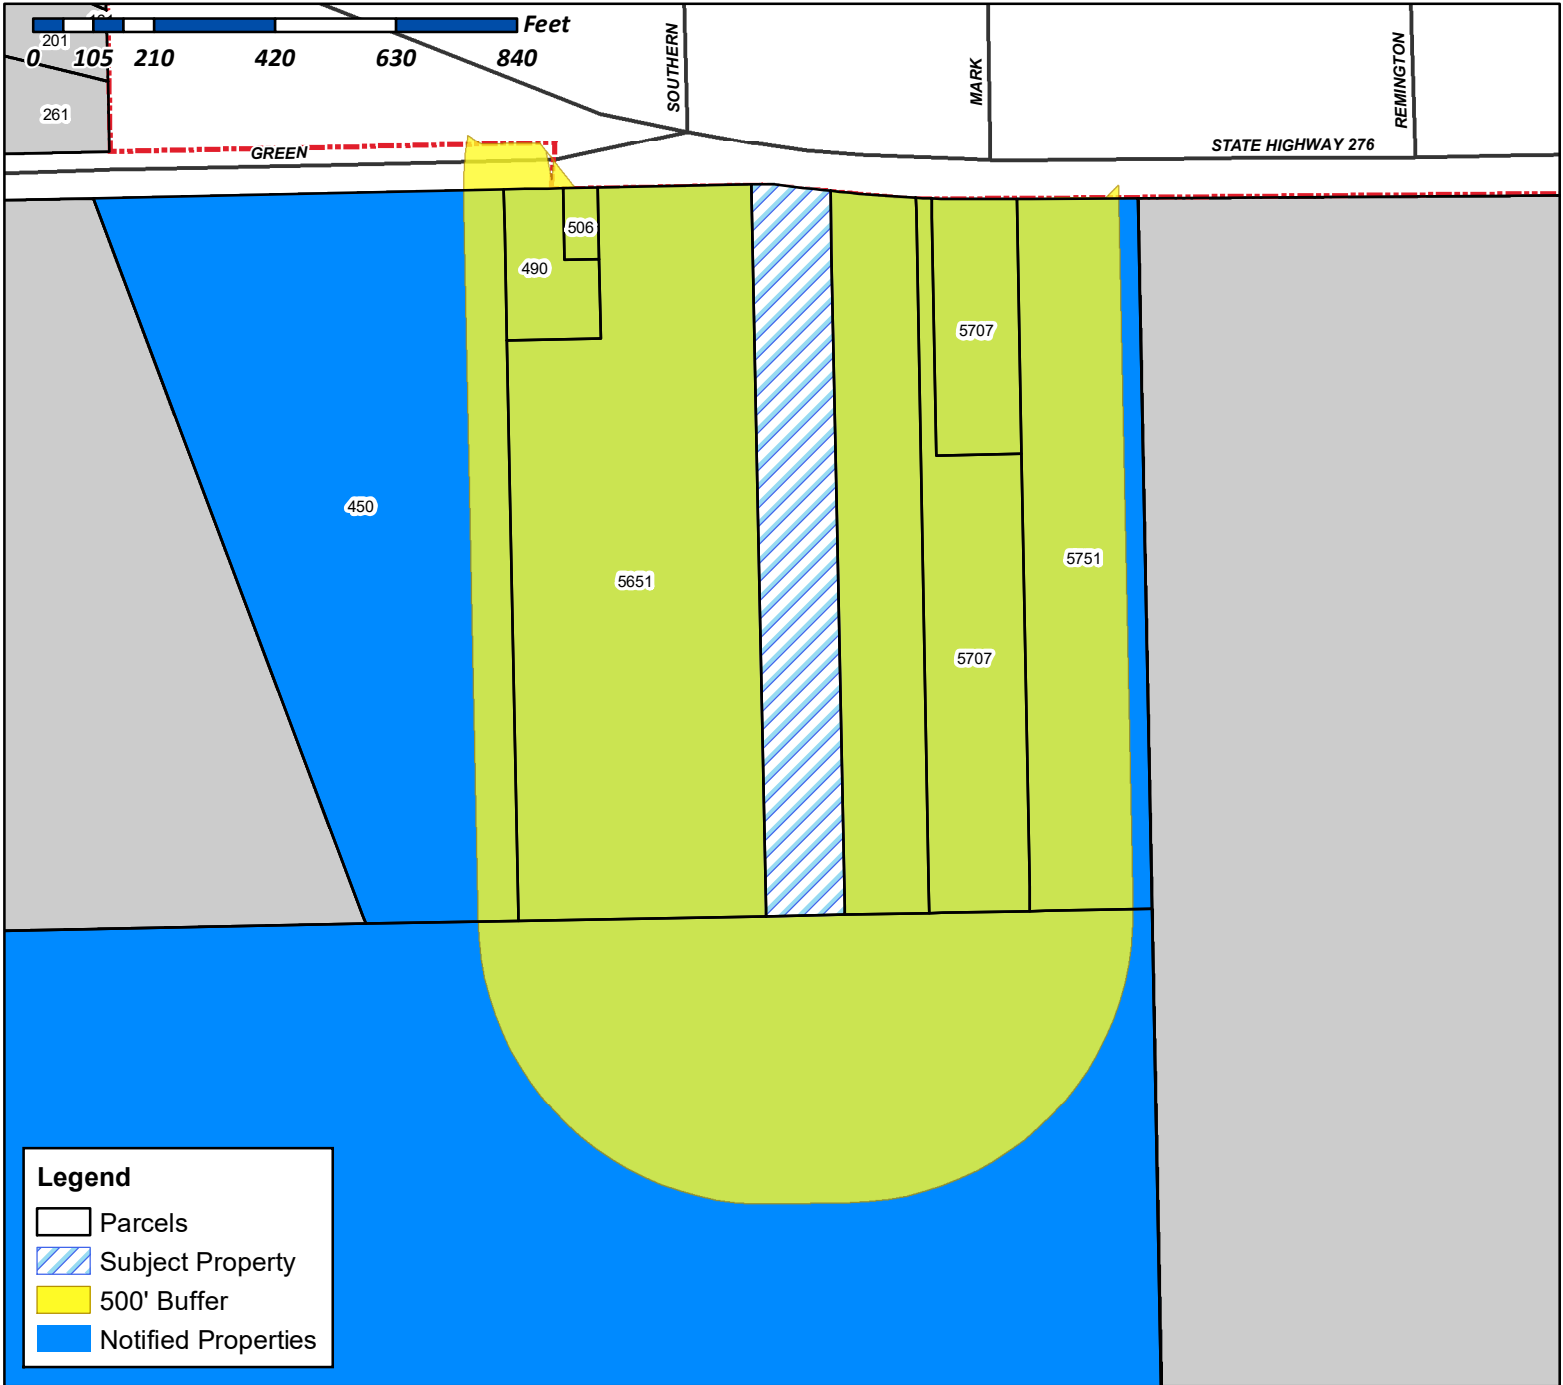 Feet
201
0 105 210 420 630 840
261
SOUTHERN
MARK
REMINGTON
GREEN
STATE HIGHWAY 276
506
490
5707
450
5651
5751
5707
Legend
Parcels
Subject Property
500' Buffer
Notified Properties